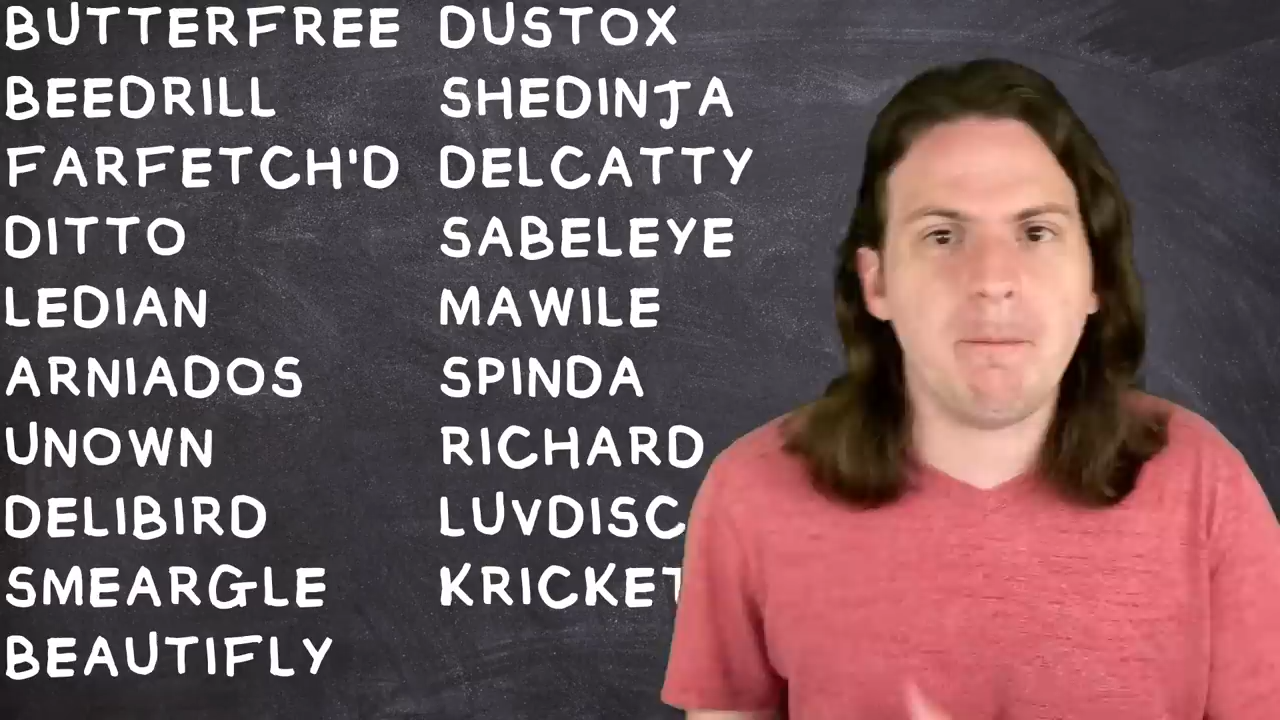 BUTTERFREE
BEEDRILL
FARFETCH'D
DITTO
LEDIAN
ARNIADOS
UNOWN
DELIBIRD
SMEARGLE
BEAUTIFLY
DUSTOX
SHEDINJA
DELCATTY
SABELEYE
MAWILE
SPINDA
RICHARD
LUVDISC
KRICKET